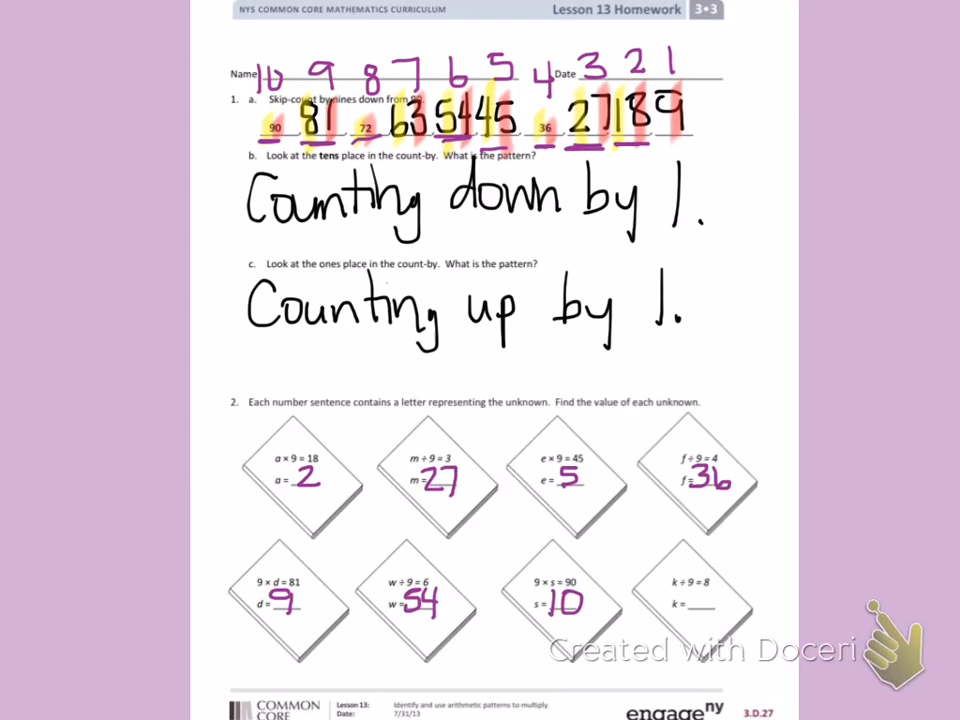 NYS COMMON CORE MATHEMATICS CURRICULUM Lesson 13 Homework 3•3
Name Date
10 9 8 7 6 5 4 3 2 1
1. a. Skip-count by nines down from 90.
90 81 72 63 54 45 36 27 18 9
b. Look at the tens place in the count-by. What is the pattern?
Counting down by 1.
c. Look at the ones place in the count-by. What is the pattern?
Counting up by 1.
2. Each number sentence contains a letter representing the unknown. Find the value of each unknown.
a × 9 = 18 m ÷ 9 = 3 e × 9 = 45 f ÷ 9 = 4
a = 2 m = 27 e = 5 f = 36
9 × d = 81 w ÷ 9 = 6 9 × s = 90 k ÷ 9 = 8
d = 9 w = 54 s = 10 k = ___
Created with Doceri
COMMON CORE Lesson 13: Identify and use arithmetic patterns to multiply.
Date: 7/31/13 engageny 3.D.27